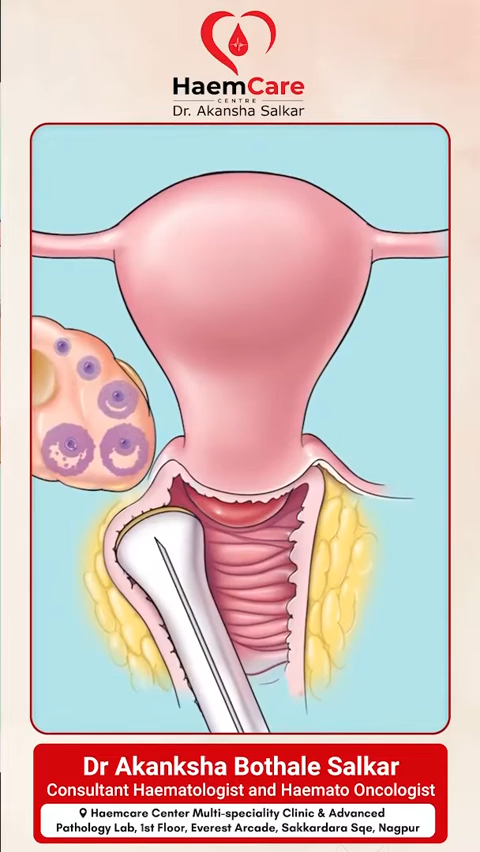 HaemCare
CENTRE
Dr. Akansha Salkar
Dr Akanksha Bothale Salkar
Consultant Haematologist and Haemato Oncologist
Haemcare Center Multi-speciality Clinic & Advanced
Pathology Lab, 1st Floor, Everest Arcade, Sakkardara Sqe, Nagpur